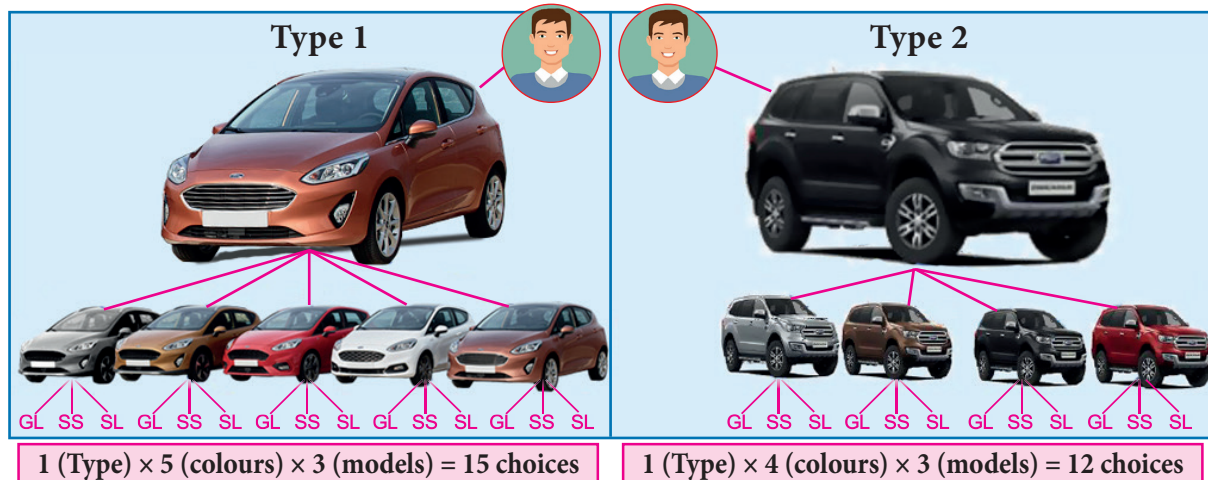 Type 1
Type 2
GL SS SL GL SS SL GL SS SL GL SS SL GL SS SL
GL SS SL GL SS SL GL SS SL GL SS SL
1 (Type) × 5 (colours) × 3 (models) = 15 choices
1 (Type) × 4 (colours) × 3 (models) = 12 choices